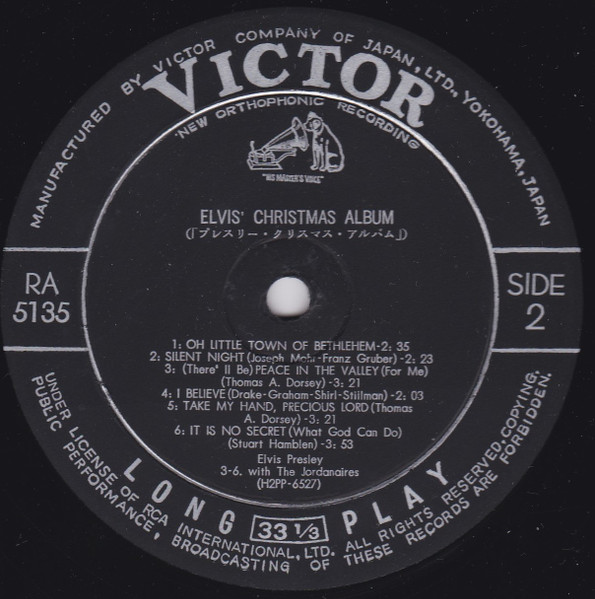 MANUFACTURED BY VICTOR COMPANY OF JAPAN, LTD., YOKOHAMA, JAPAN
VICTOR
"NEW ORTHOPHONIC" RECORDING
"HIS MASTER'S VOICE"
ELVIS' CHRISTMAS ALBUM
(「プレスリー・クリスマス・アルバム」)
RA
5135
SIDE
2
1: OH LITTLE TOWN OF BETHLEHEM-2: 35
2: SILENT NIGHT (Joseph Mohr-Franz Gruber) -2: 23
3: (There' ll Be) PEACE IN THE VALLEY (For Me)
(Thomas A. Dorsey) -3: 21
4: I BELIEVE (Drake-Graham-Shirl-Stillman) -2: 03
5: TAKE MY HAND, PRECIOUS LORD (Thomas
A. Dorsey) -3: 21
6: IT IS NO SECRET (What God Can Do)
(Stuart Hamblen) -3: 53
Elvis Presley
3-6. with The Jordanaires
(H2PP-6527)
LONG 33 1/3 PLAY
UNDER LICENSE OF RCA INTERNATIONAL, LTD. ALL RIGHTS RESERVED-COPYING,
PUBLIC PERFORMANCE, BROADCASTING OF THESE RECORDS ARE FORBIDDEN.